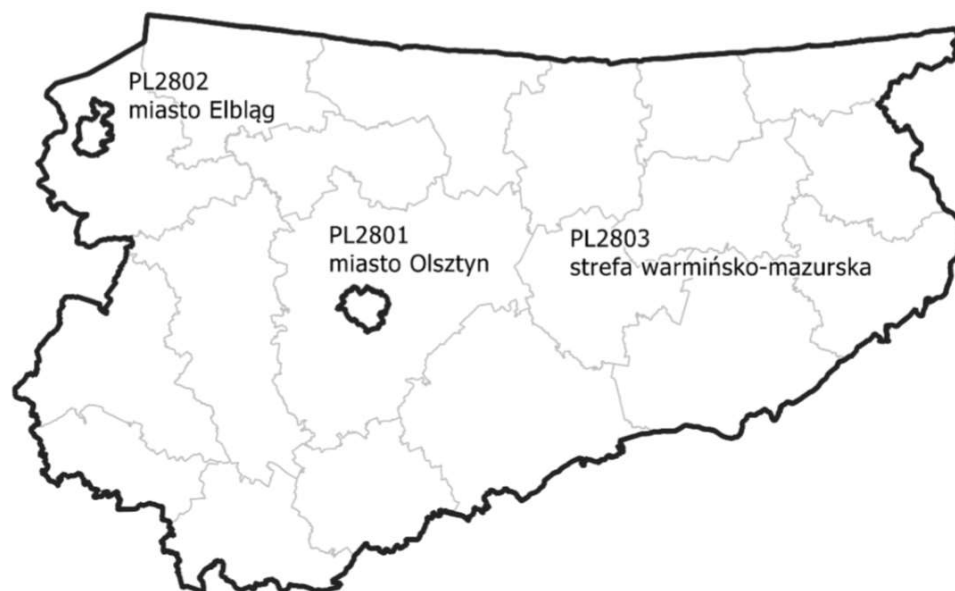 PL2802
miasto Elbląg
PL2801
miasto Olsztyn
PL2803
strefa warmińsko-mazurska